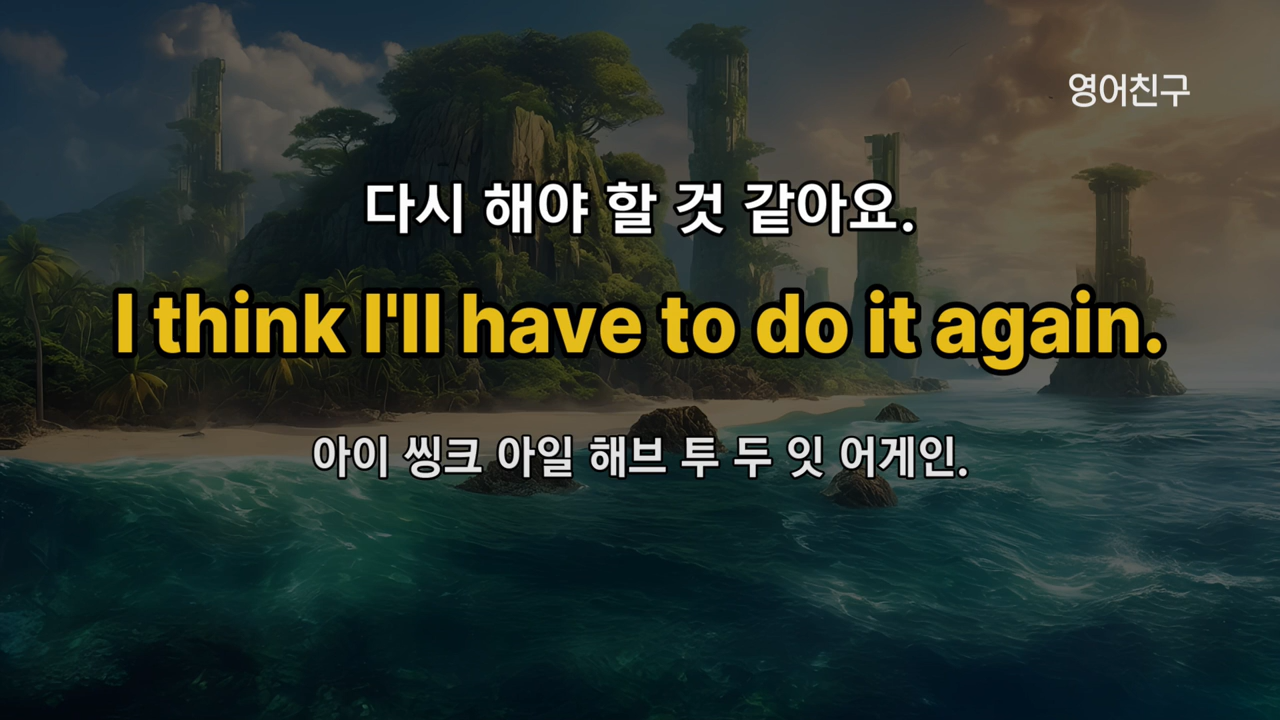 영어친구
다시 해야 할 것 같아요.
I think I'll have to do it again.
아이 씽크 아일 해브 투 두 잇 어게인.